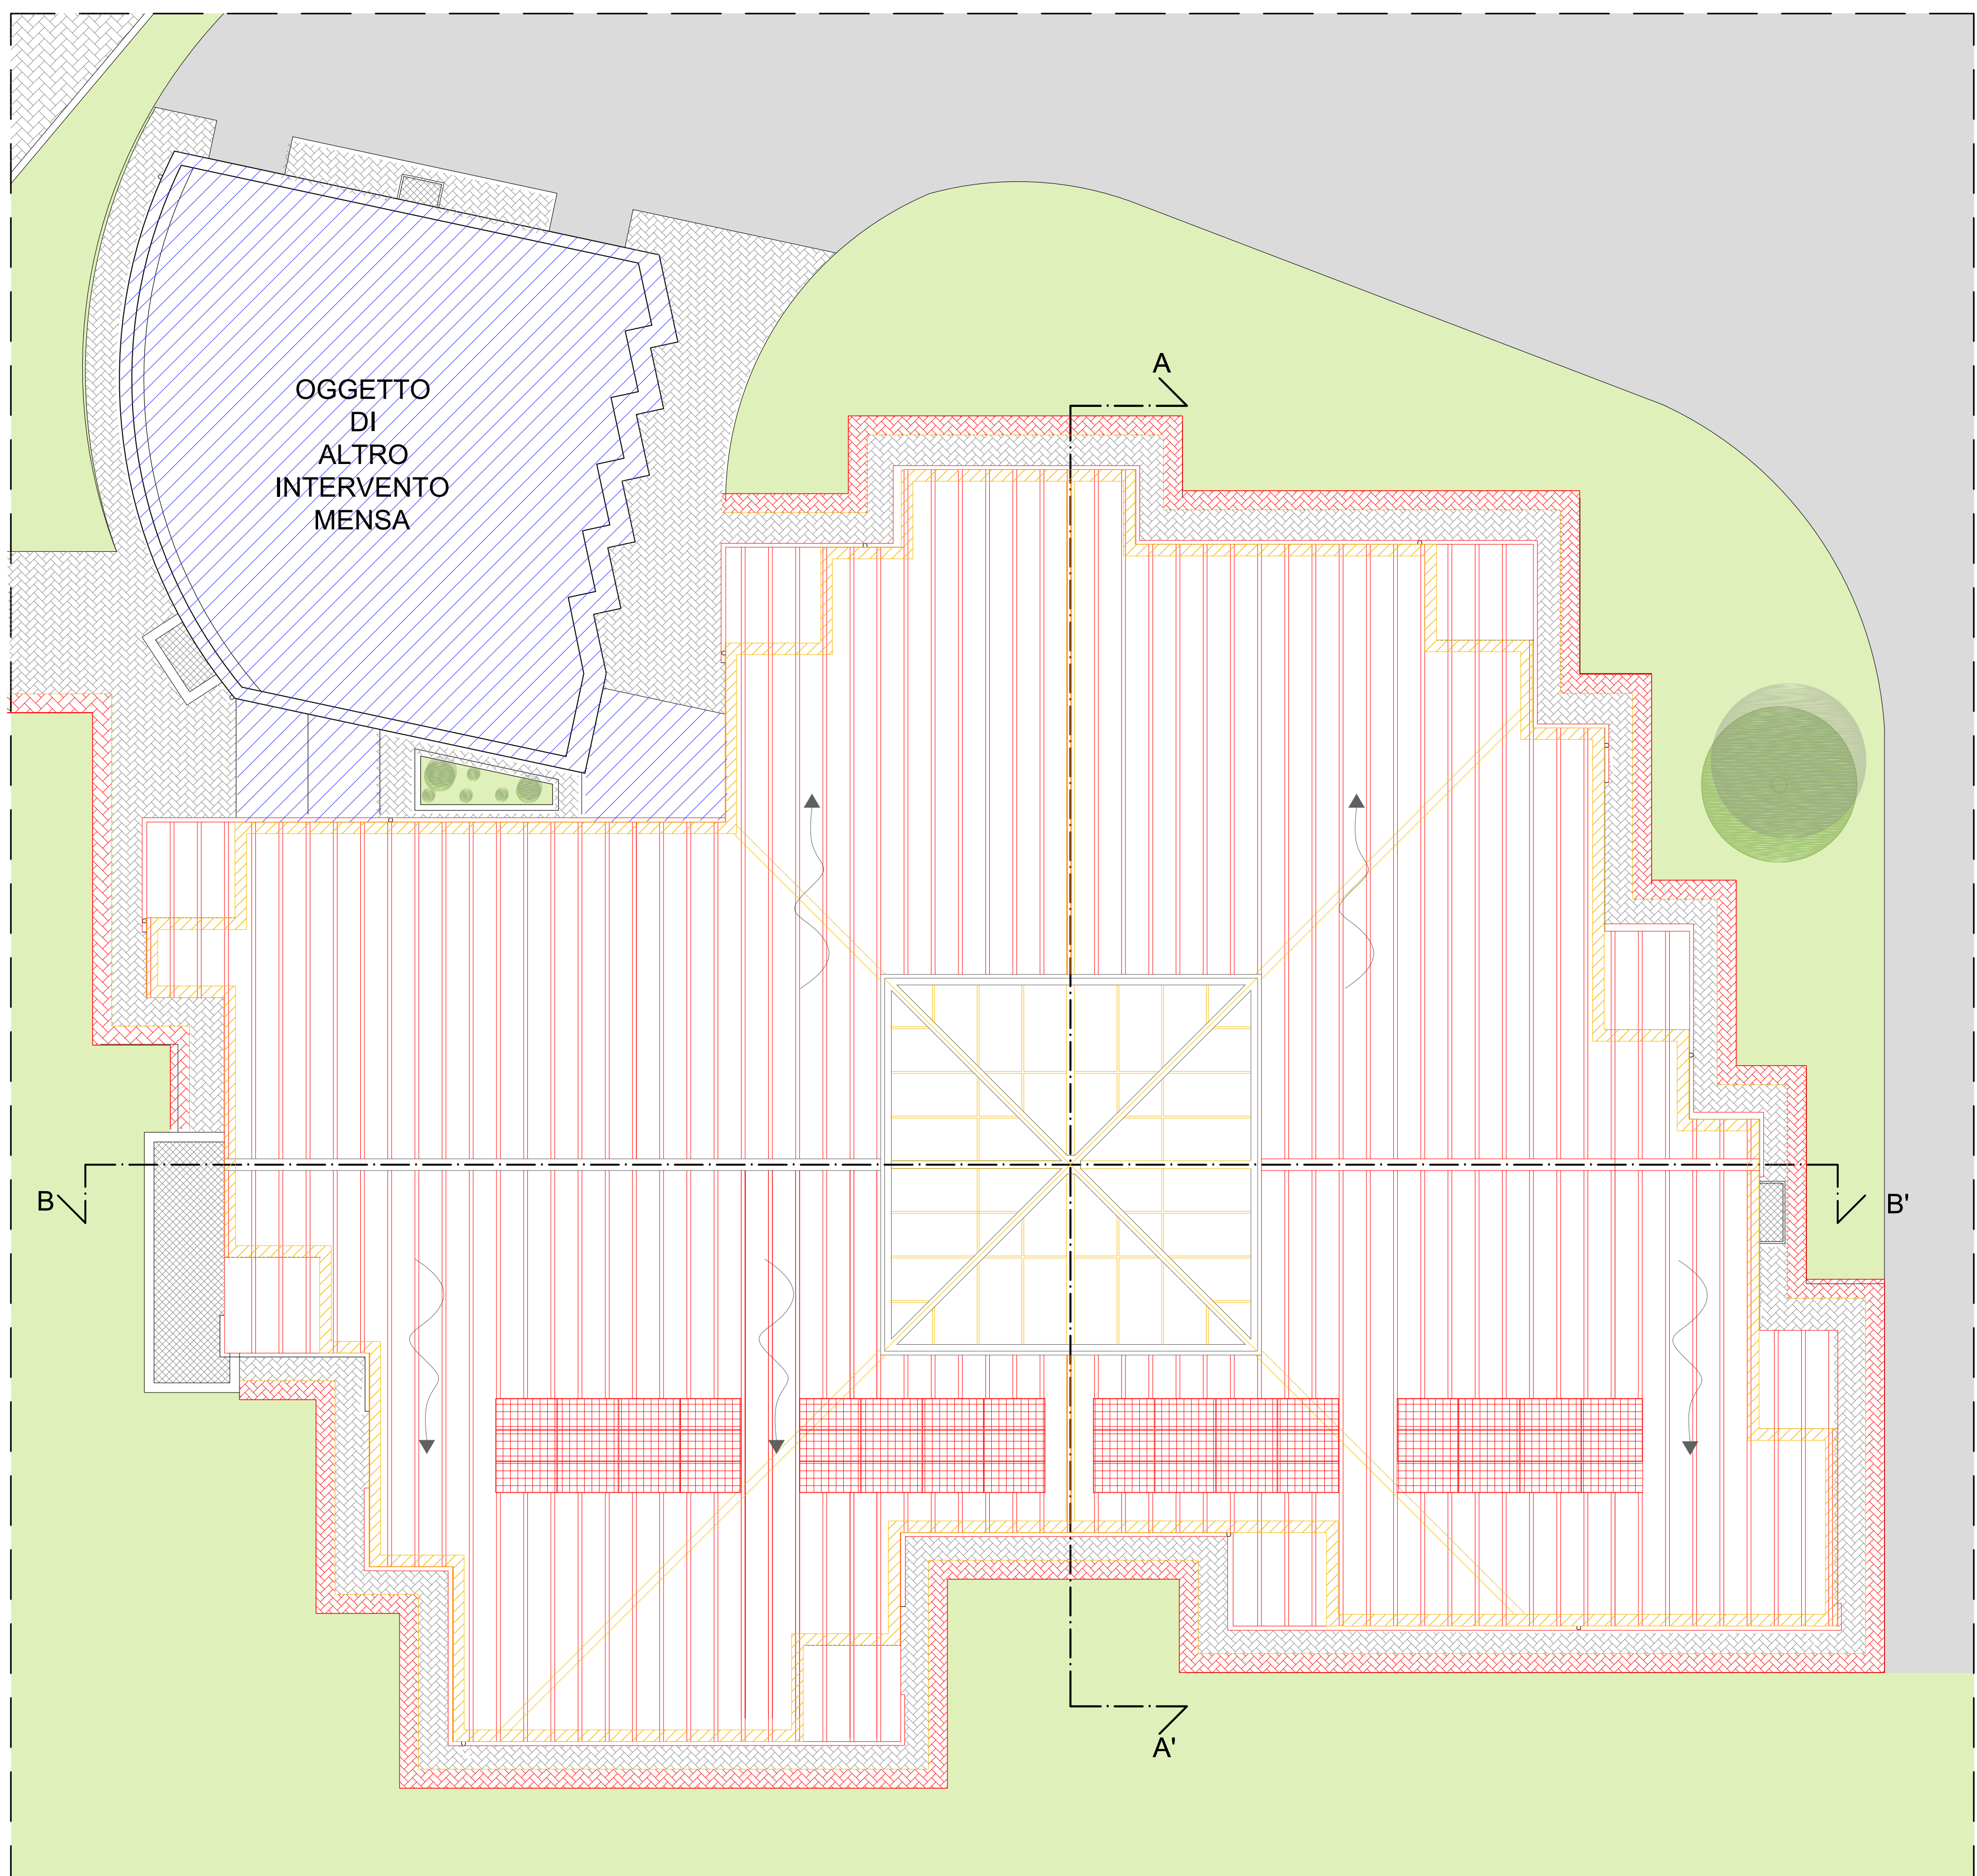 OGGETTO
DI
ALTRO
INTERVENTO
MENSA
A
B
B'
A'